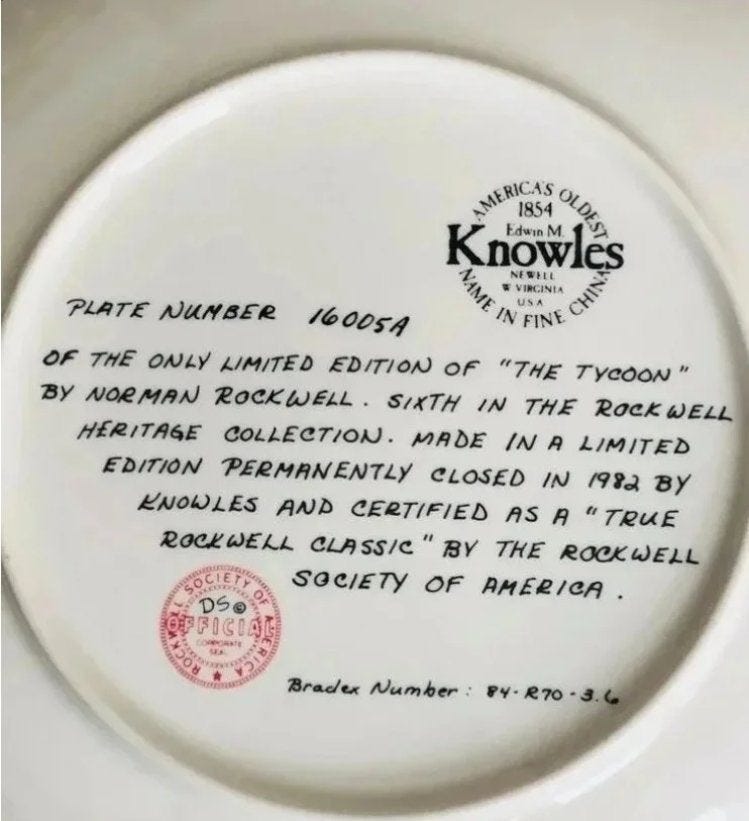 AMERICA'S OLDEST
1854
Edwin M.
Knowles
NEWELL
W VIRGINIA
USA
NAME IN FINE CHINA
PLATE NUMBER 16005A
OF THE ONLY LIMITED EDITION OF "THE TYCOON"
BY NORMAN ROCKWELL. SIXTH IN THE ROCKWELL
HERITAGE COLLECTION. MADE IN A LIMITED
EDITION PERMANENTLY CLOSED IN 1982 BY
KNOWLES AND CERTIFIED AS A "TRUE
ROCKWELL CLASSIC" BY THE ROCKWELL
SOCIETY OF AMERICA.
ROCKWELL SOCIETY OF AMERICA
DS©
OFFICIAL
CORPORATE
SEAL
Bradex Number: 84-R70-3.6